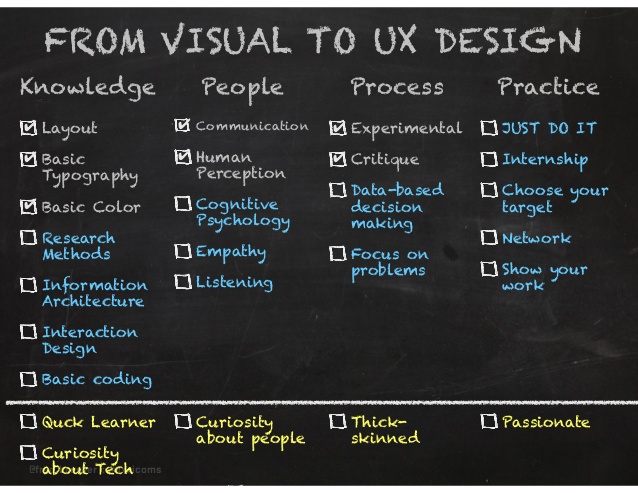 FROM VISUAL TO UX DESIGN
Knowledge
Layout
Basic
Typography
Basic Color
Research
Methods
Information
Architecture
Interaction
Design
Basic coding
Quck Learner
Curiosity
about Tech
People
Communication
Human
Perception
Cognitive
Psychology
Empathy
Listening
Curiosity
about people
Process
Experimental
Critique
Data-based
decision
making
Focus on
problems
Thick-
skinned
Practice
JUST DO IT
Internship
Choose your
target
Network
Show your
work
Passionate